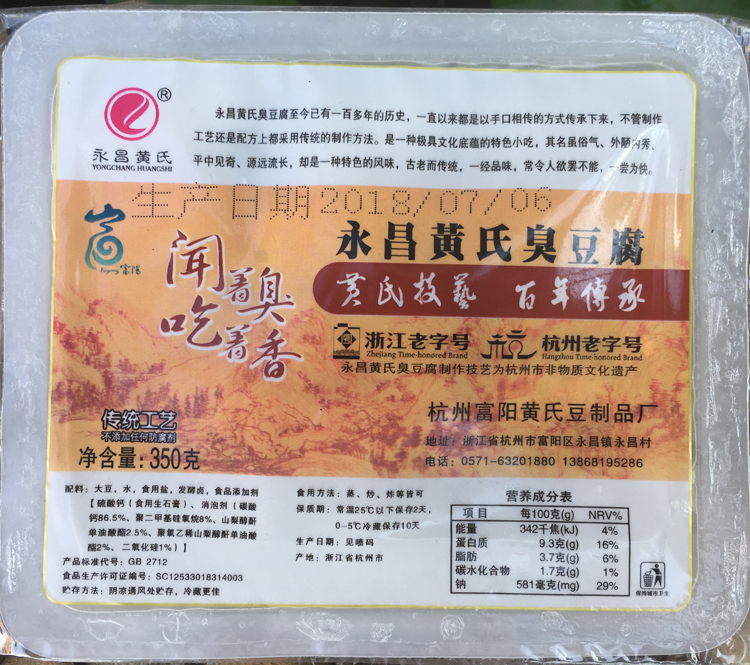 ®
永昌黄氏
YONGCHANG HUANGSHI
永昌黄氏臭豆腐至今已有一百多年的历史，一直以来都是以手口相传的方式传承下来，不管制作
工艺还是配方上都采用传统的制作方法。是一种极具文化底蕴的特色小吃，其名虽俗气、外陋内秀、
平中见奇、源远流长，却是一种特色的风味，古老而传统，一经品味，常令人欲罢不能，一尝为快。
生产日期2018/07/06
富阳
闻着臭
吃着香
永昌黄氏臭豆腐
黄氏技藝 百年傳承
浙江老字号
Zhejiang Time-honored Brand
杭州老字号
Hangzhou Time-honored Brand
永昌黄氏臭豆腐制作技艺为杭州市非物质文化遗产
传统工艺
不添加任何防腐剂
净含量：350克
杭州富阳黄氏豆制品厂
地址：浙江省杭州市富阳区永昌镇永昌村
电话：0571-63201880 13868195286
配料：大豆，水，食用盐，发酵卤，食品添加剂
【硫酸钙（食用生石膏）、消泡剂（碳酸
钙86.5%、聚二甲基硅氧烷8%、山梨醇酐
单油酸酯2.5%、聚氧乙烯山梨醇酐单油酸
酯2%、二氧化硅1%）】
产品标准代号：GB 2712
食品生产许可证编号：SC12533018314003
贮存方法：阴凉通风处贮存，冷藏更佳
食用方法：蒸、炒、炸等皆可
保质期：常温25℃以下保存2天，
0-5℃冷藏保存10天
生产日期：见喷码
产地：浙江省杭州市
营养成分表
项目 每100克(g) NRV%
能量 342千焦(kJ) 4%
蛋白质 9.3克(g) 16%
脂肪 3.7克(g) 6%
碳水化合物 1.7克(g) 1%
钠 581毫克(mg) 29%
保持城市卫生